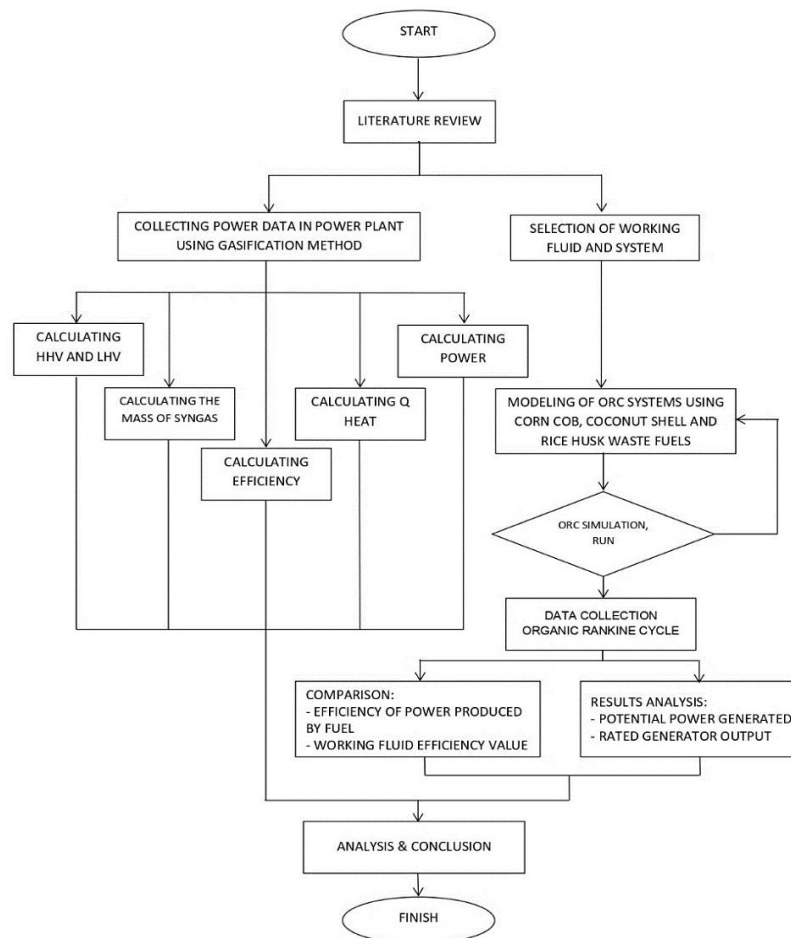 START
LITERATURE REVIEW
COLLECTING POWER DATA IN POWER PLANT
USING GASIFICATION METHOD
SELECTION OF WORKING
FLUID AND SYSTEM
CALCULATING
HHV AND LHV
CALCULATING THE
MASS OF SYNGAS
CALCULATING
EFFICIENCY
CALCULATING Q
HEAT
CALCULATING
POWER
MODELING OF ORC SYSTEMS USING
CORN COB, COCONUT SHELL AND
RICE HUSK WASTE FUELS
ORC SIMULATION,
RUN
DATA COLLECTION
ORGANIC RANKINE CYCLE
COMPARISON:
- EFFICIENCY OF POWER PRODUCED
BY FUEL
- WORKING FLUID EFFICIENCY VALUE
RESULTS ANALYSIS:
- POTENTIAL POWER GENERATED
- RATED GENERATOR OUTPUT
ANALYSIS & CONCLUSION
FINISH